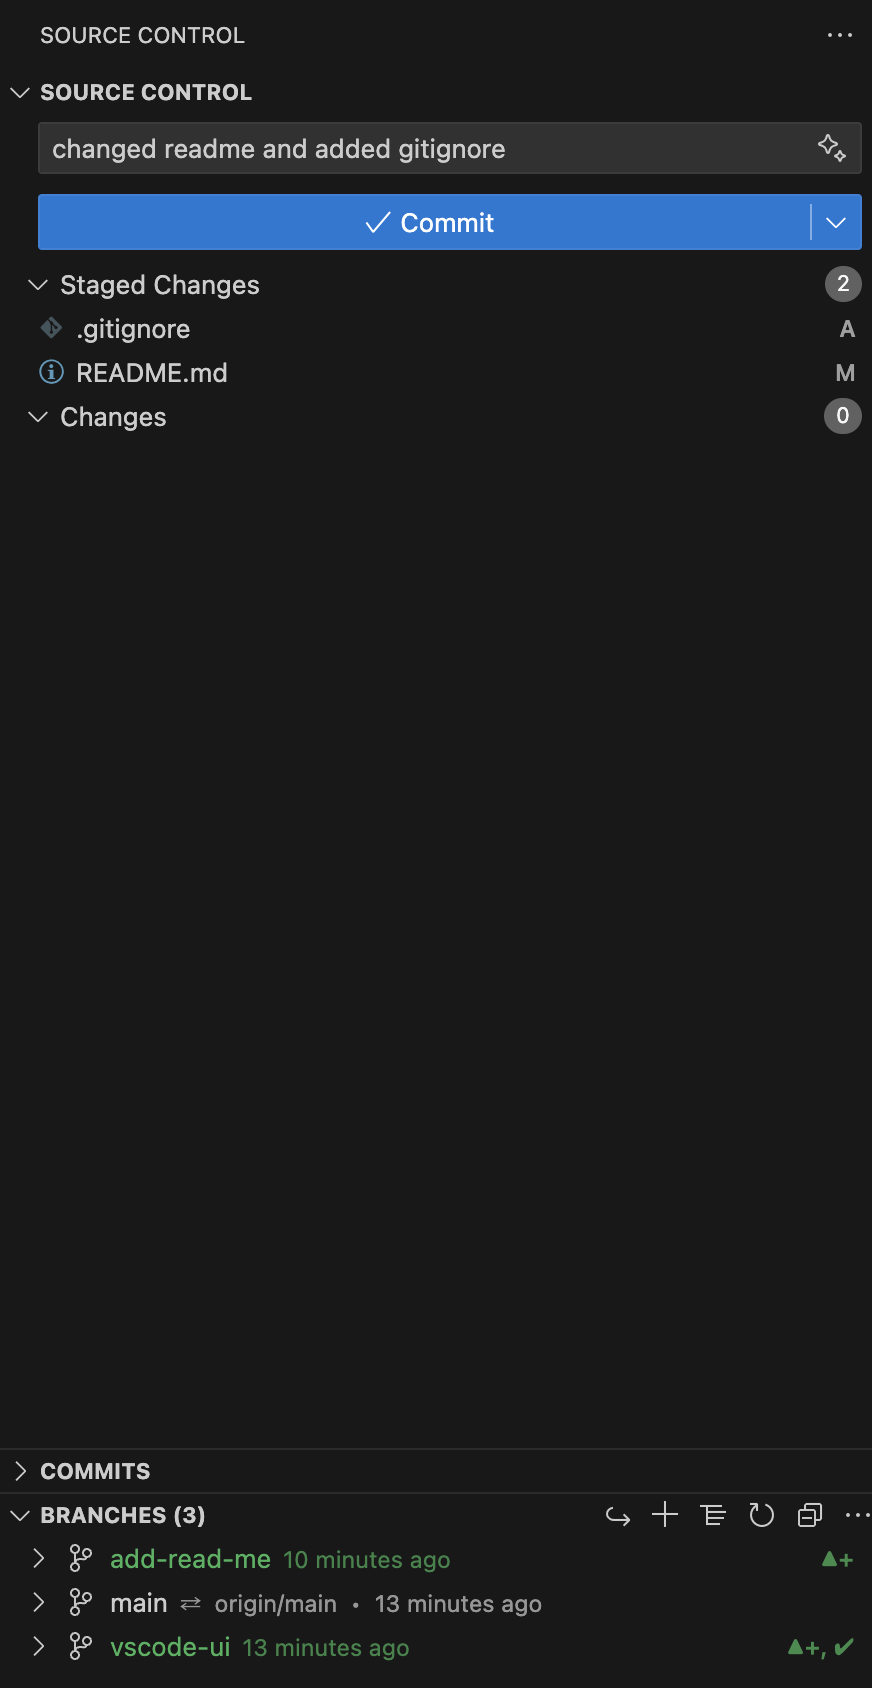 SOURCE CONTROL
SOURCE CONTROL
changed readme and added gitignore
Commit
Staged Changes 2
.gitignore A
README.md M
Changes 0
COMMITS
BRANCHES (3)
add-read-me 10 minutes ago
main ⇄ origin/main • 13 minutes ago
vscode-ui 13 minutes ago